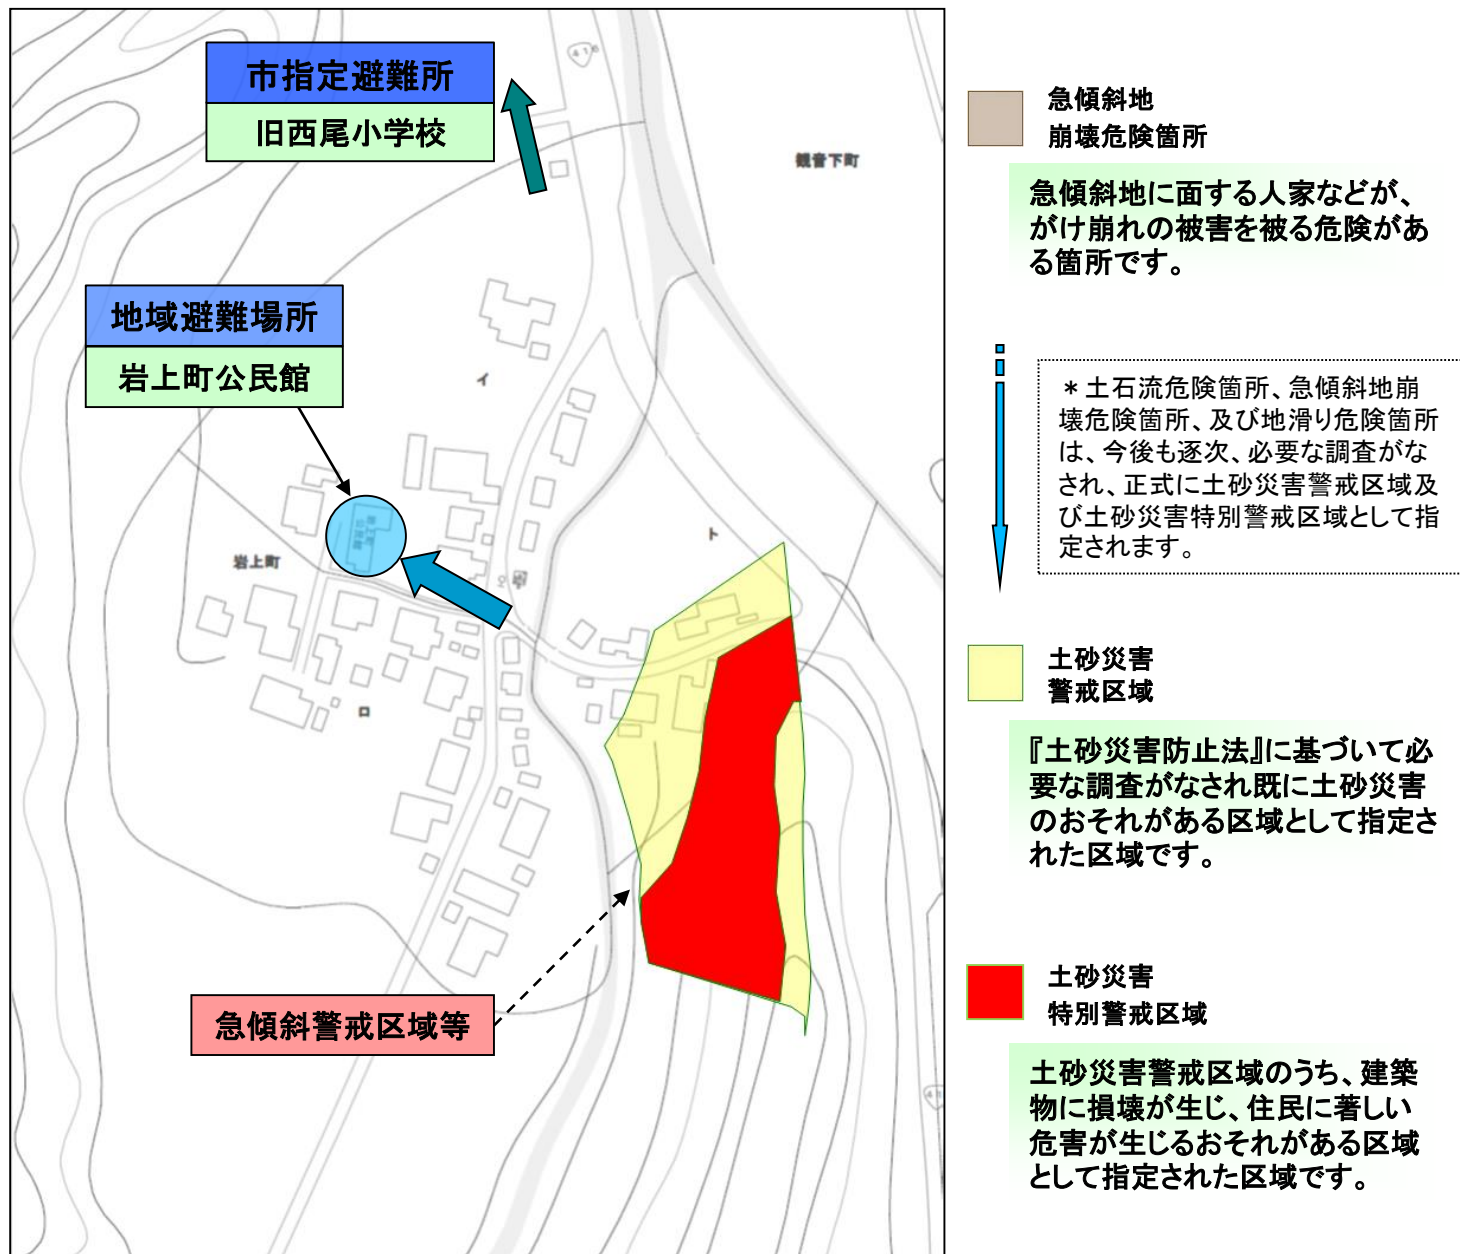 市指定避難所
旧西尾小学校
416
観音下町
地域避難場所
岩上町公民館
イ
岩上町
ト
ロ
急傾斜警戒区域等
急傾斜地
崩壊危険箇所
急傾斜地に面する人家などが、
がけ崩れの被害を被る危険があ
る箇所です。
＊土石流危険箇所、急傾斜地崩
壊危険箇所、及び地滑り危険箇所
は、今後も逐次、必要な調査がな
され、正式に土砂災害警戒区域及
び土砂災害特別警戒区域として指
定されます。
土砂災害
警戒区域
『土砂災害防止法』に基づいて必
要な調査がなされ既に土砂災害
のおそれがある区域として指定さ
れた区域です。
土砂災害
特別警戒区域
土砂災害警戒区域のうち、建築
物に損壊が生じ、住民に著しい
危害が生じるおそれがある区域
として指定された区域です。